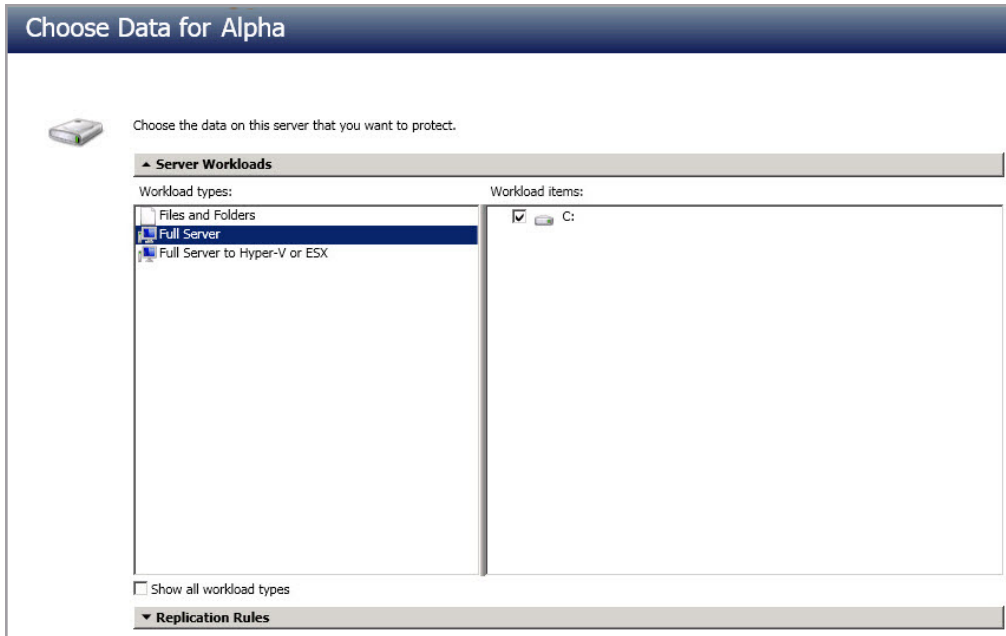 Choose Data for Alpha
Choose the data on this server that you want to protect.
Server Workloads
Workload types:
Workload items:
Files and Folders
Full Server
Full Server to Hyper-V or ESX
C:
Show all workload types
Replication Rules